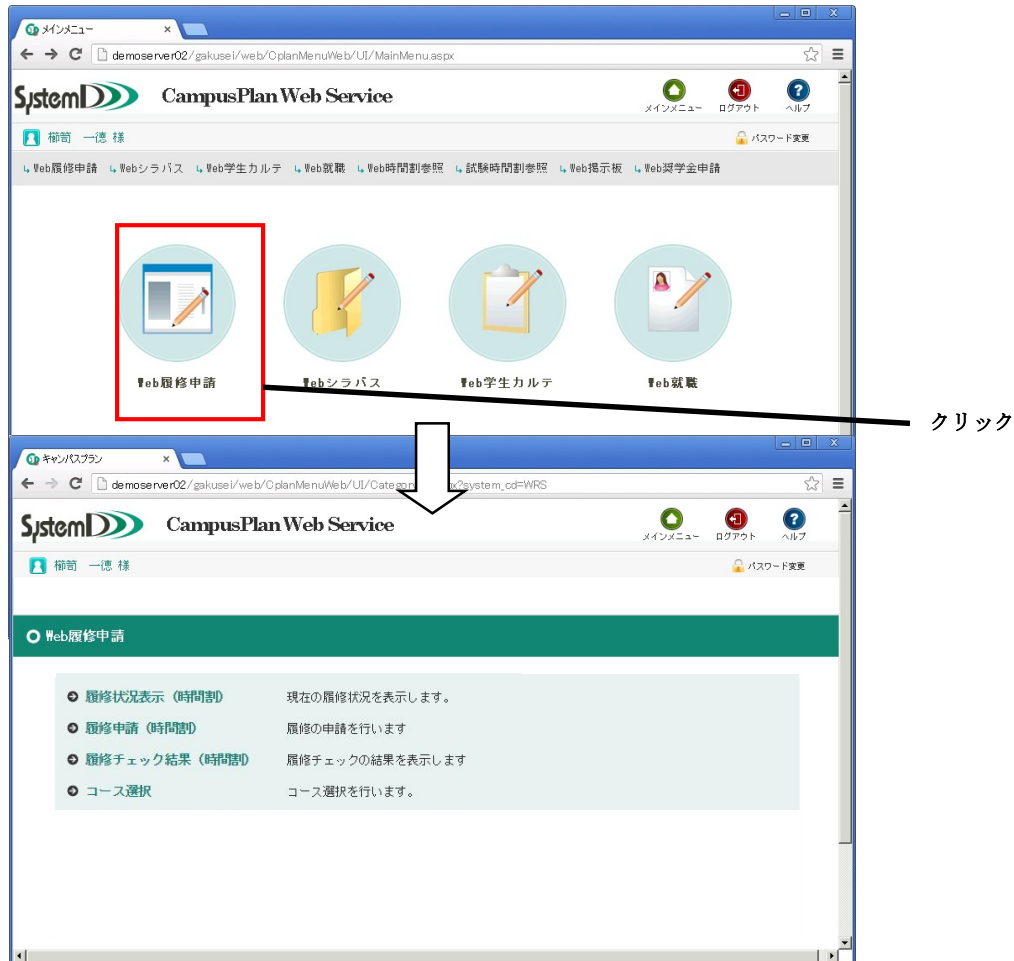 メインメニュー
demoserver02/gakusei/web/CplanMenuWeb/UI/MainMenu.aspx
SystemD CampusPlan Web Service メインメニュー ログアウト ヘルプ
櫛笥 一德 様 パスワード変更
Web履修申請 Webシラバス Web学生カルテ Web就職 Web時間割参照 試験時間割参照 Web掲示板 Web奨学金申請
Web履修申請 Webシラバス Web学生カルテ Web就職
クリック
キャンパスプラン
demoserver02/gakusei/web/CplanMenuWeb/UI/Categor x?system_cd=WRS
SystemD CampusPlan Web Service メインメニュー ログアウト ヘルプ
櫛笥 一德 様 パスワード変更
Web履修申請
履修状況表示（時間割） 現在の履修状況を表示します。
履修申請（時間割） 履修の申請を行います
履修チェック結果（時間割） 履修チェックの結果を表示します
コース選択 コース選択を行います。